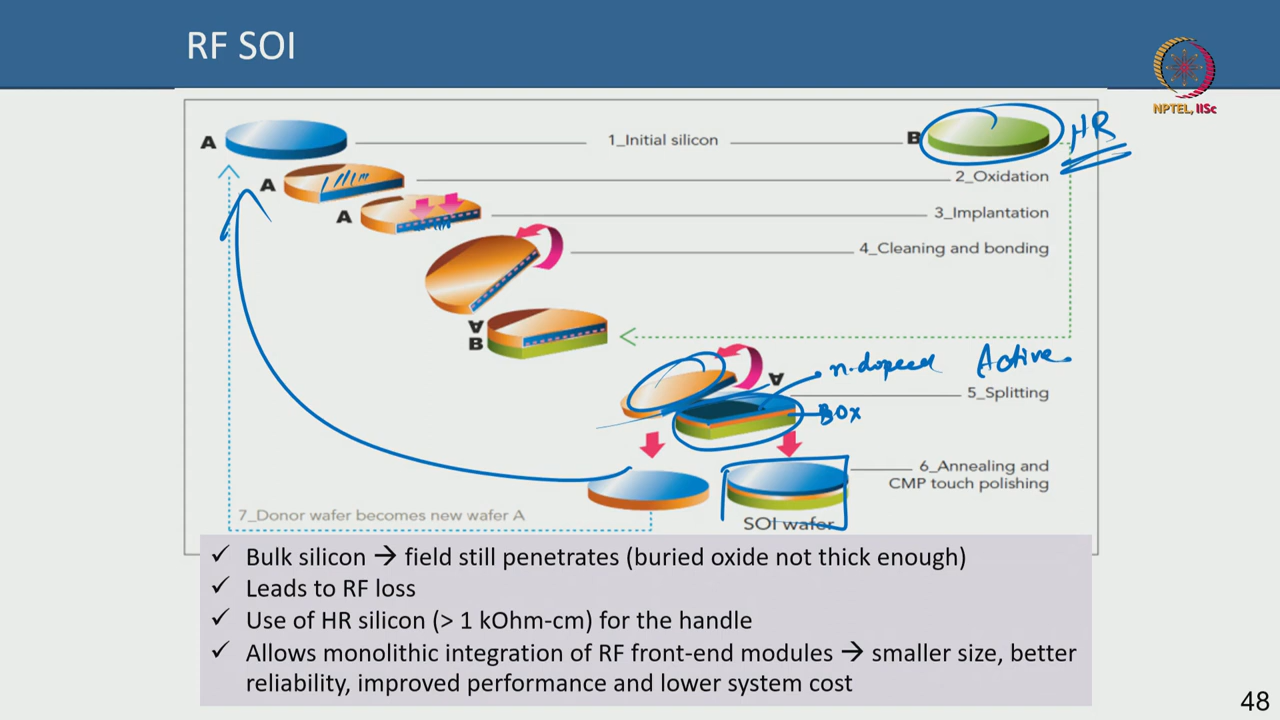 RF SOI
NPTEL, IISc
A
1_Initial silicon
B
HR
A
2_Oxidation
A
3_Implantation
4_Cleaning and bonding
A
B
n-doped Active
A
5_Splitting
BOX
6_Annealing and
CMP touch polishing
7_Donor wafer becomes new wafer A
SOI wafer
✓ Bulk silicon → field still penetrates (buried oxide not thick enough)
✓ Leads to RF loss
✓ Use of HR silicon (> 1 kOhm-cm) for the handle
✓ Allows monolithic integration of RF front-end modules → smaller size, better
reliability, improved performance and lower system cost
48